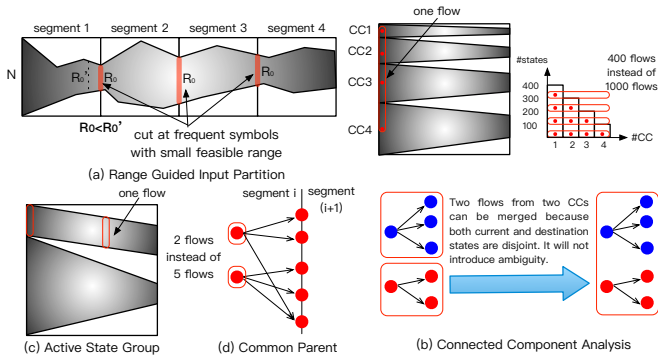 segment 1 segment 2 segment 3 segment 4
N
R₀' R₀ R₀ R₀
R₀<R₀'
cut at frequent symbols
with small feasible range
(a) Range Guided Input Partition
one flow
CC1
CC2
CC3
CC4
#states
400
300
200
100
1 2 3 4
#CC
400 flows
instead of
1000 flows
one flow
(c) Active State Group
segment i
segment
(i+1)
2 flows
instead of
5 flows
(d) Common Parent
Two flows from two CCs
can be merged because
both current and destination
states are disjoint. It will not
introduce ambiguity.
(b) Connected Component Analysis